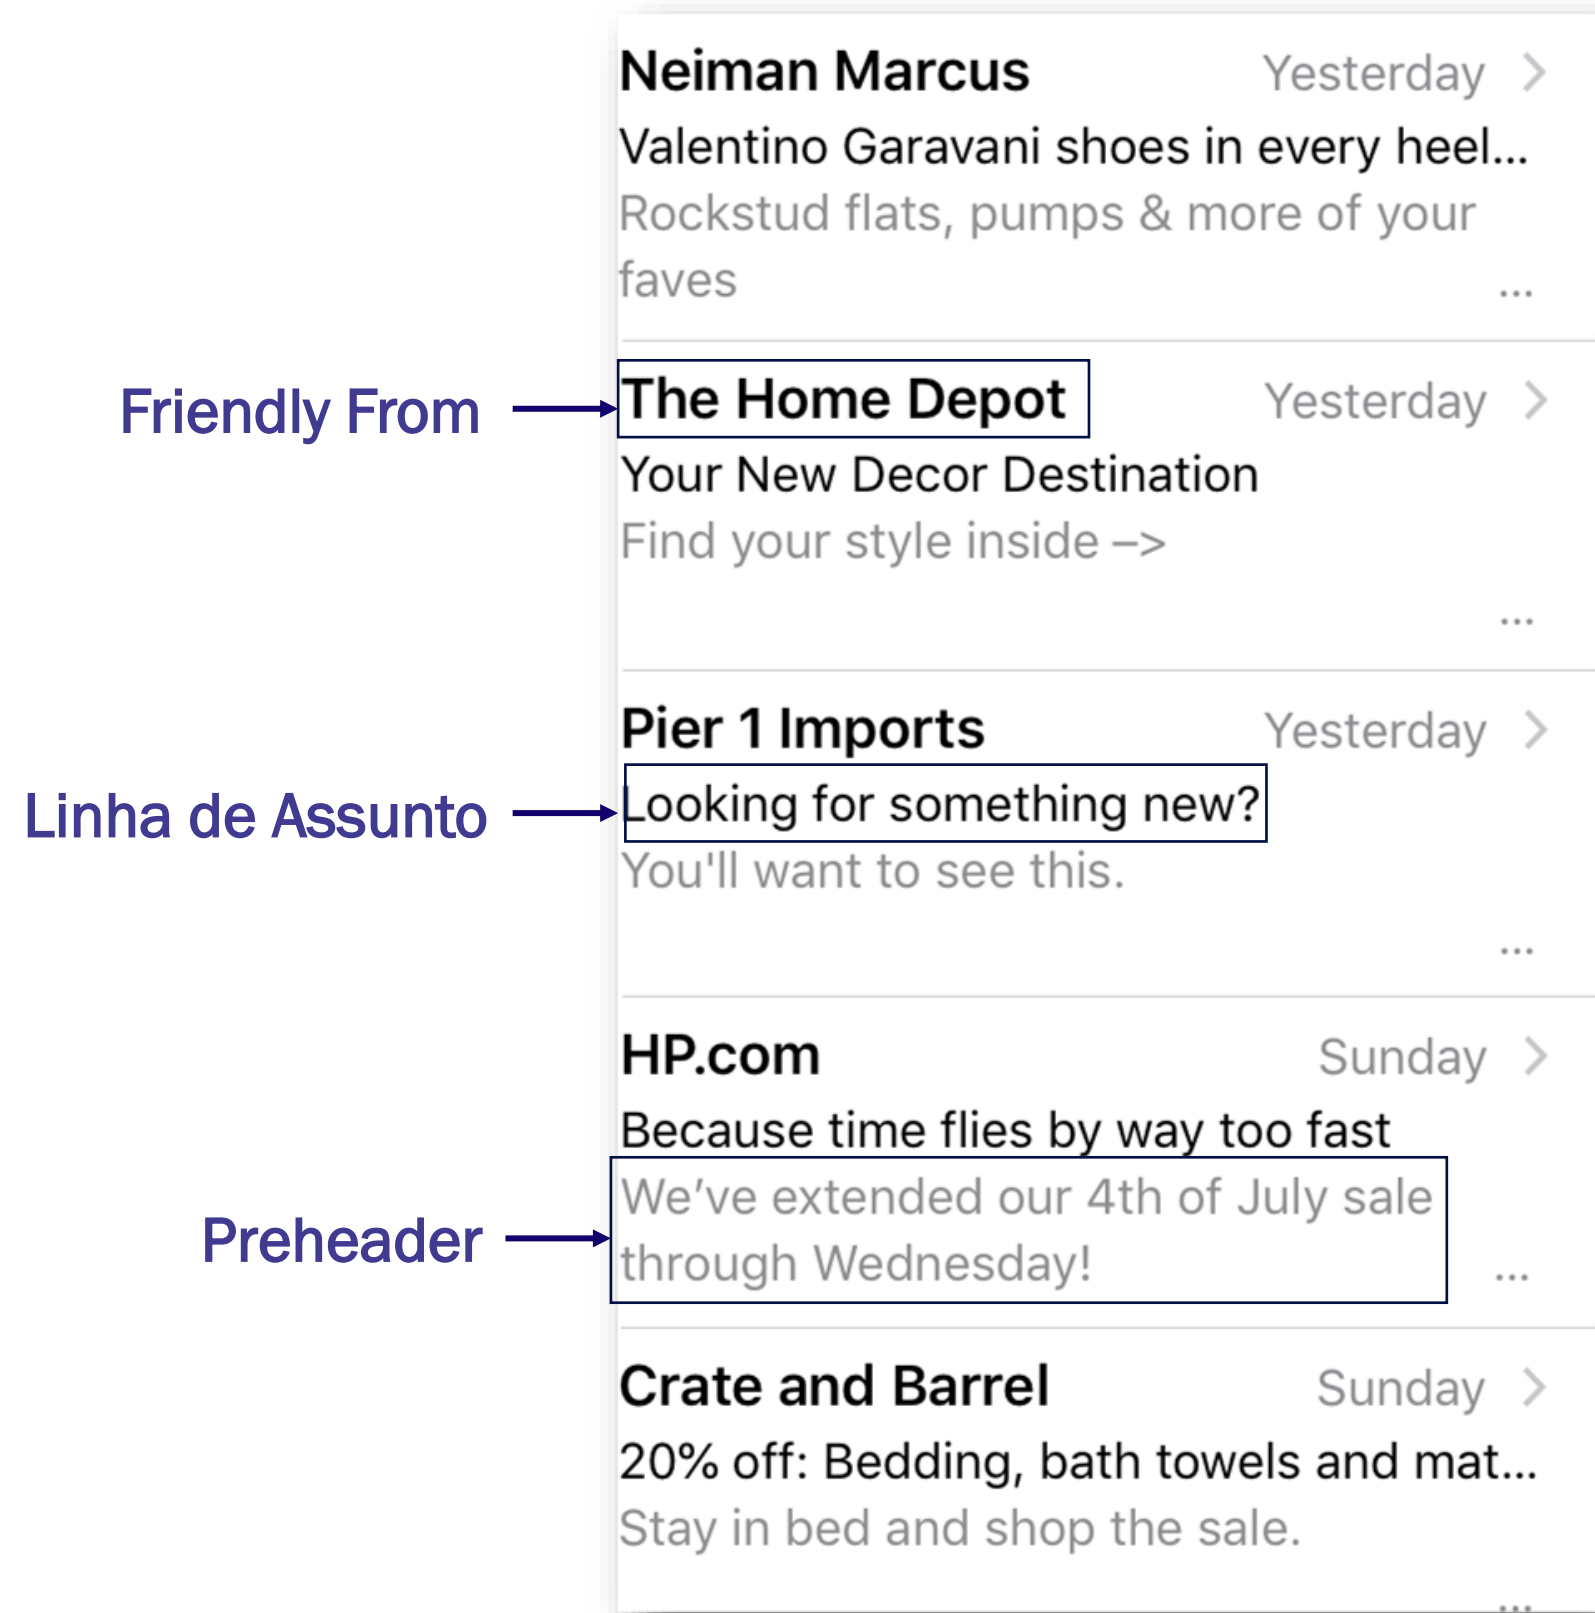 Neiman Marcus Yesterday >
Valentino Garavani shoes in every heel...
Rockstud flats, pumps & more of your
faves ...
Friendly From
The Home Depot Yesterday >
Your New Decor Destination
Find your style inside –>
...
Pier 1 Imports Yesterday >
Linha de Assunto
Looking for something new?
You'll want to see this.
...
HP.com Sunday >
Because time flies by way too fast
Preheader
We’ve extended our 4th of July sale
through Wednesday! ...
Crate and Barrel Sunday >
20% off: Bedding, bath towels and mat...
Stay in bed and shop the sale.
...